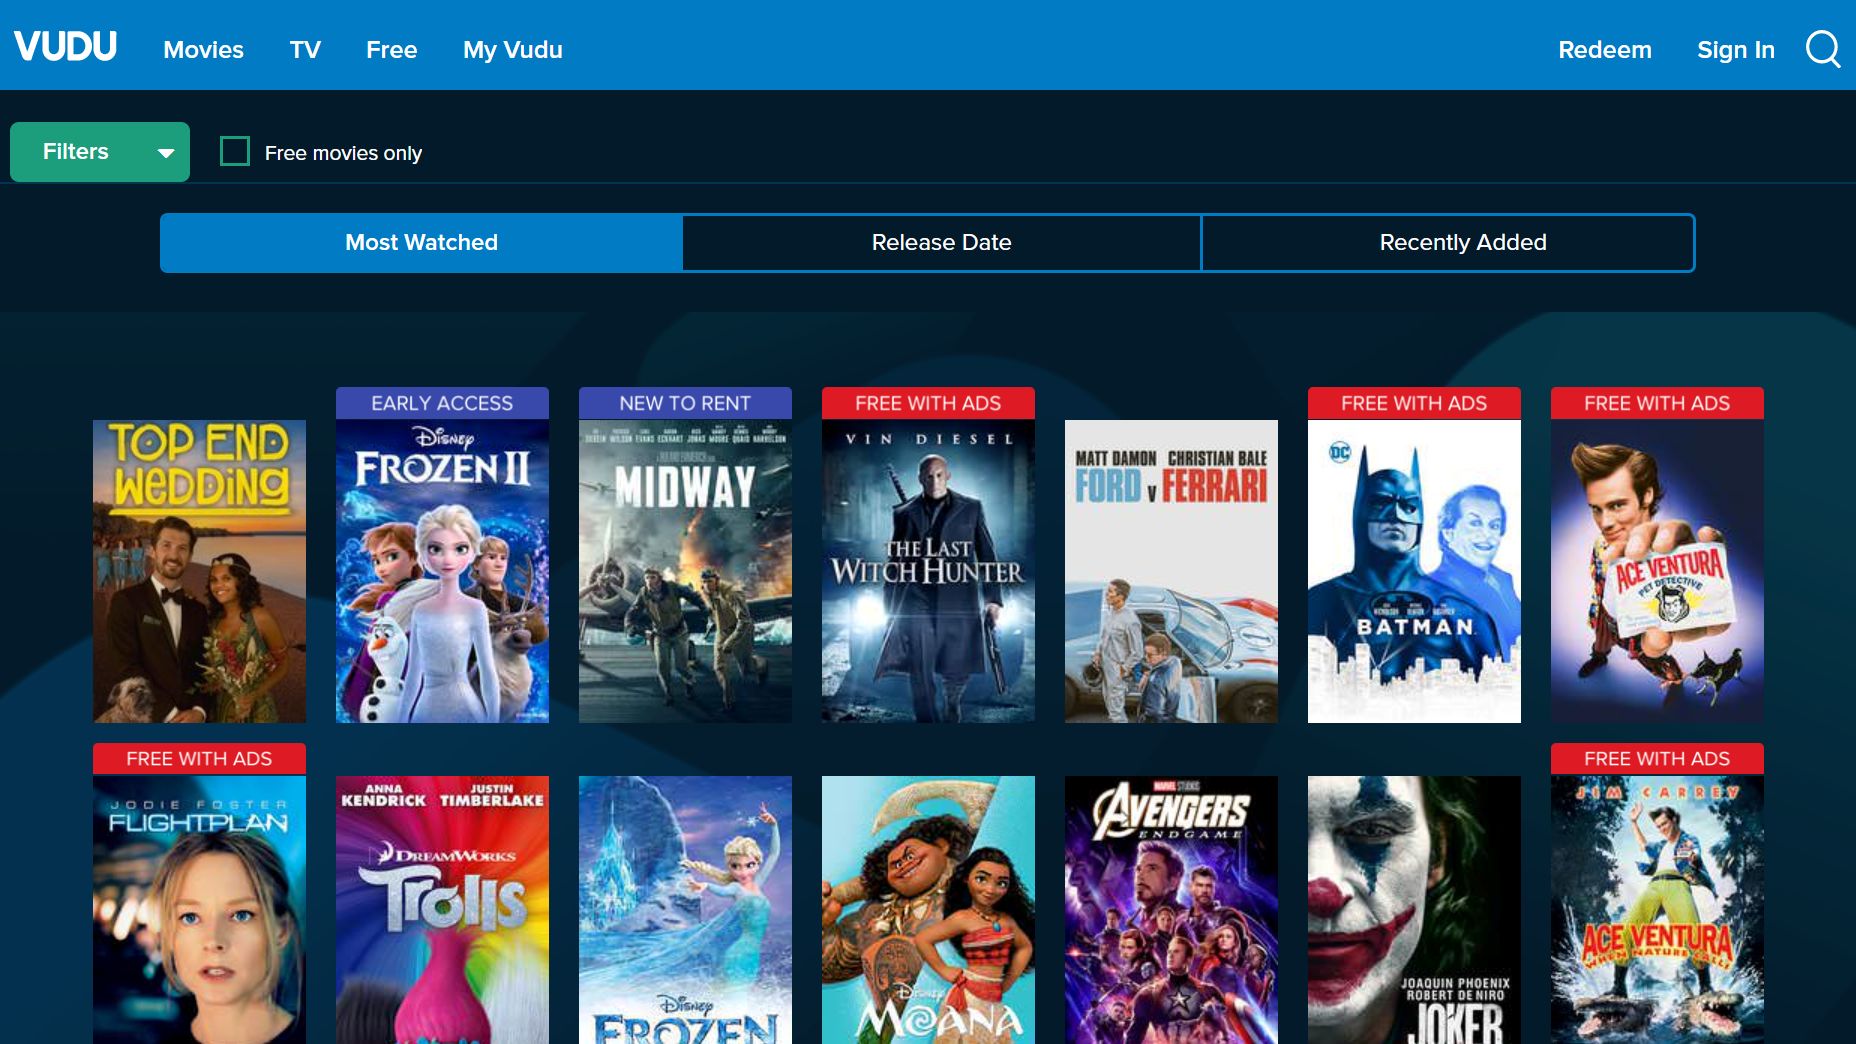 VUDU Movies TV Free My Vudu Redeem Sign In
Filters Free movies only
Most Watched Release Date Recently Added
EARLY ACCESS NEW TO RENT FREE WITH ADS FREE WITH ADS FREE WITH ADS
TOP END
WEDDING
Disney
FROZEN II
MIDWAY
VIN DIESEL
THE LAST
WITCH HUNTER
MATT DAMON CHRISTIAN BALE
FORD v FERRARI
DC
BATMAN
ACE VENTURA
PET DETECTIVE
FREE WITH ADS FREE WITH ADS
JODIE FOSTER
FLIGHTPLAN
ANNA KENDRICK
JUSTIN TIMBERLAKE
DREAMWORKS
Trolls
Disney
FROZEN
Disney
MOANA
MARVEL STUDIOS
AVENGERS
ENDGAME
JOAQUIN PHOENIX
ROBERT DE NIRO
JOKER
JIM CARREY
ACE VENTURA
WHEN NATURE CALLS